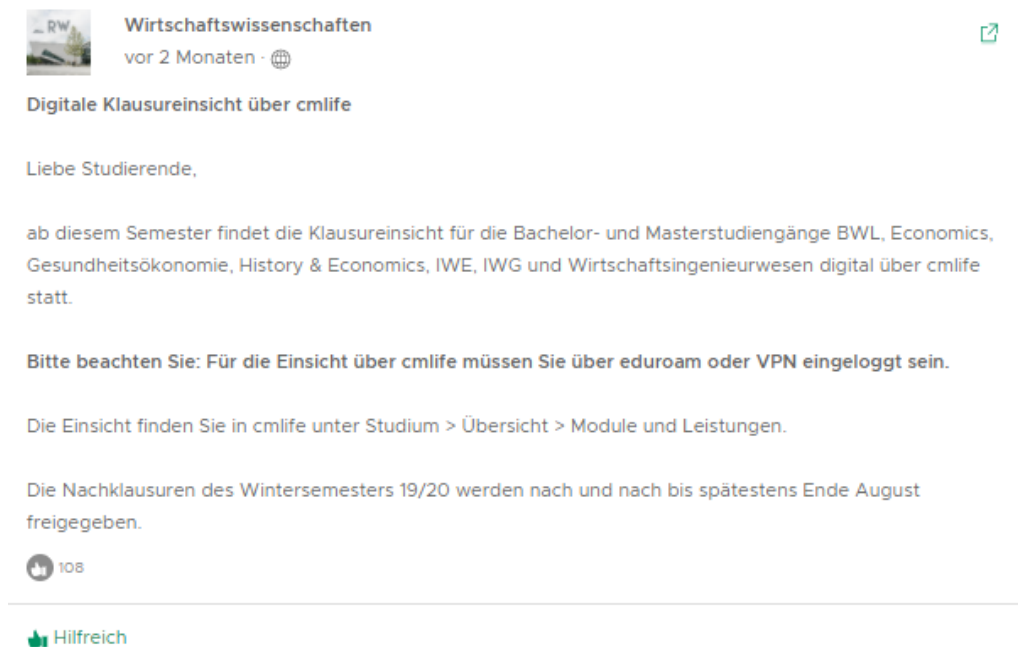 RW
Wirtschaftswissenschaften
vor 2 Monaten ·
Digitale Klausureinsicht über cmlife
Liebe Studierende,
ab diesem Semester findet die Klausureinsicht für die Bachelor- und Masterstudiengänge BWL, Economics,
Gesundheitsökonomie, History & Economics, IWE, IWG und Wirtschaftsingenieurwesen digital über cmlife
statt.
Bitte beachten Sie: Für die Einsicht über cmlife müssen Sie über eduroam oder VPN eingeloggt sein.
Die Einsicht finden Sie in cmlife unter Studium > Übersicht > Module und Leistungen.
Die Nachklausuren des Wintersemesters 19/20 werden nach und nach bis spätestens Ende August
freigegeben.
108
Hilfreich